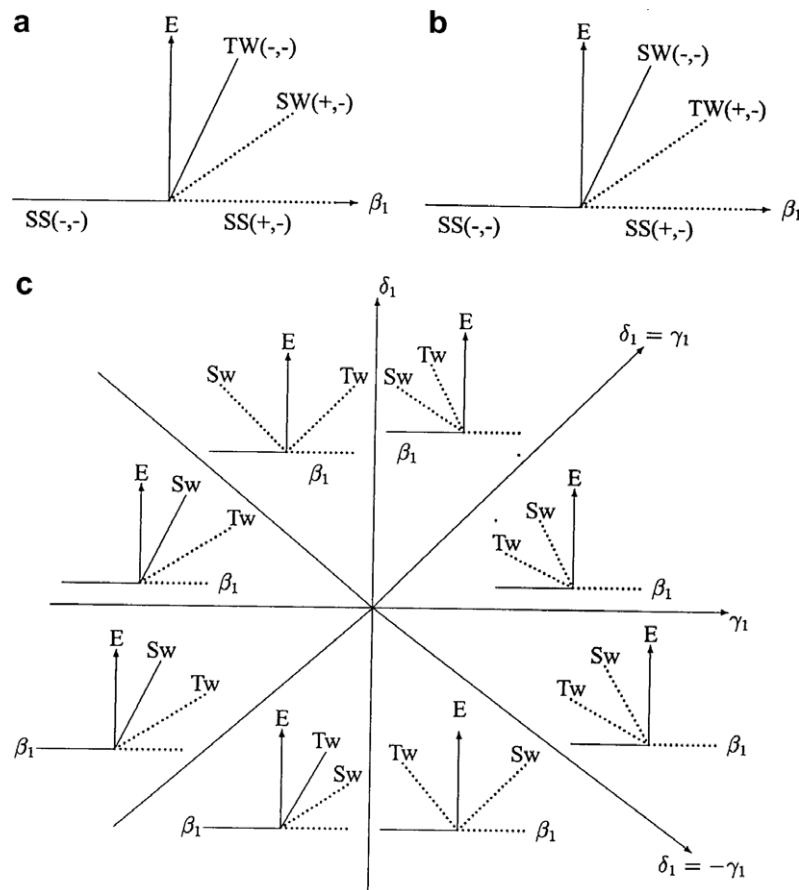 a
E
TW(-,-)
SW(+,-)
β₁
SS(-,-) SS(+,-)
b
E
SW(-,-)
TW(+,-)
β₁
SS(-,-) SS(+,-)
c
δ₁
δ₁ = γ₁
E
Sw Tw
β₁
E
Tw
Sw
β₁
E
Sw
Tw
β₁
E
Sw
Tw
β₁
γ₁
E
Sw
Tw
β₁
E
Tw
Sw
β₁
E
Tw Sw
β₁
E
Sw
Tw
β₁
δ₁ = -γ₁